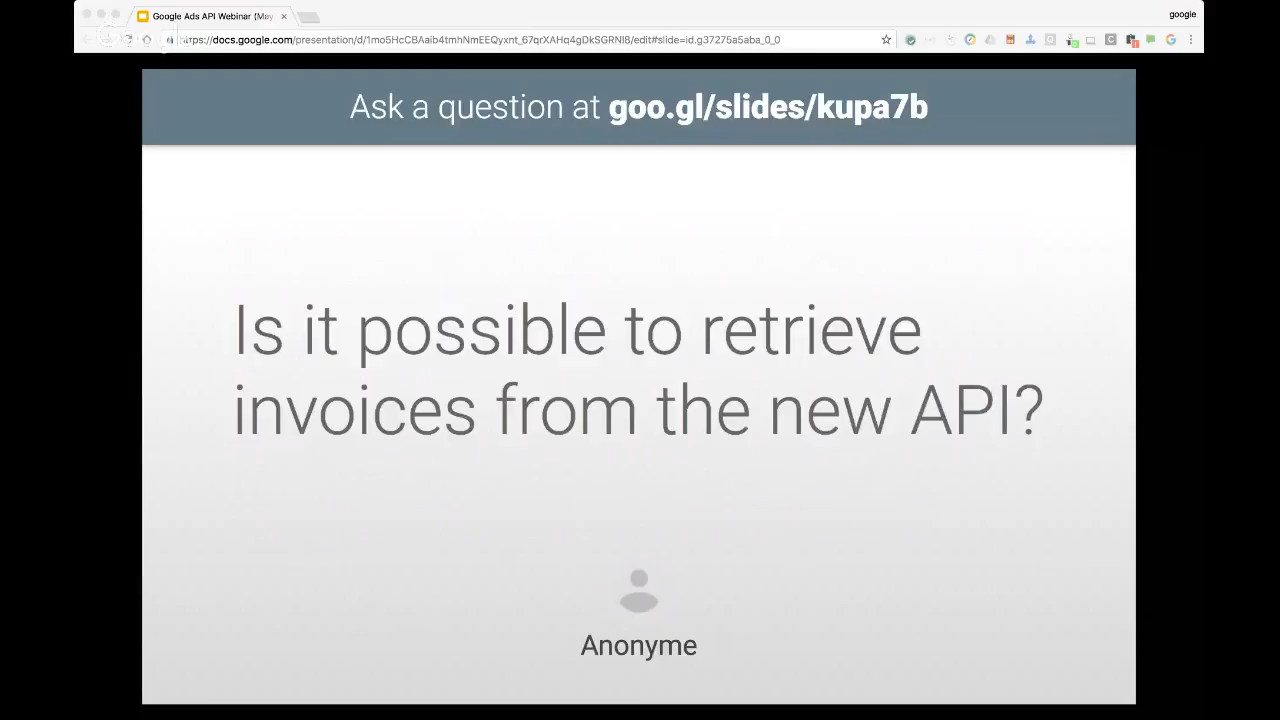 Google Ads API Webinar (May
google
https://docs.google.com/presentation/d/1mo5HcCBAaib4tmhNmEEQyxnt_67qrXAHq4gDkSGRNI8/edit#slide=id.g37275a5aba_0_0
Ask a question at goo.gl/slides/kupa7b
Is it possible to retrieve
invoices from the new API?
Anonyme